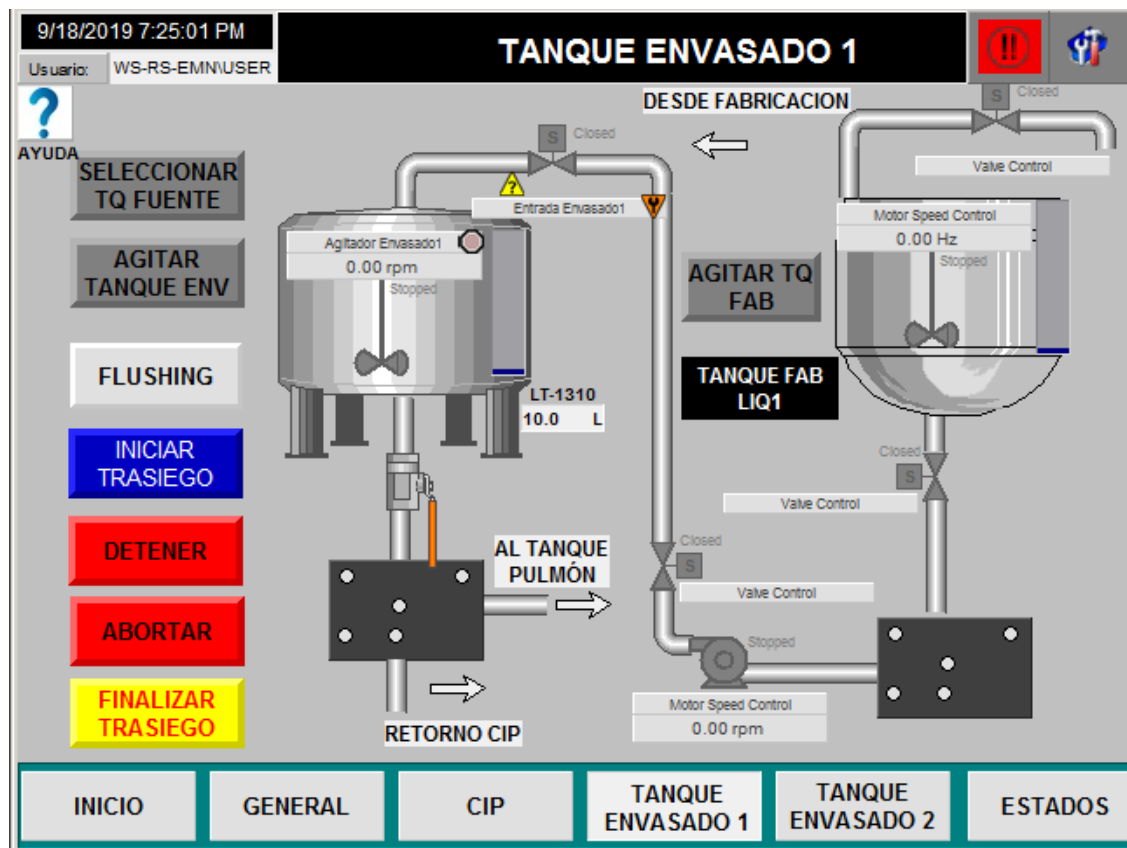 9/18/2019 7:25:01 PM
Usuario: WS-RS-EMN\USER
TANQUE ENVASADO 1
?
AYUDA
SELECCIONAR
TQ FUENTE
AGITAR
TANQUE ENV
FLUSHING
INICIAR
TRASIEGO
DETENER
ABORTAR
FINALIZAR
TRASIEGO
DESDE FABRICACION
S Closed
?
Entrada Envasado1
Agitador Envasado1
0.00 rpm
Stopped
LT-1310
10.0 L
AL TANQUE
PULMÓN
RETORNO CIP
S Closed
Valve Control
Motor Speed Control
0.00 Hz
Stopped
AGITAR TQ
FAB
TANQUE FAB
LIQ1
Closed
S
Valve Control
Closed
S
Valve Control
Stopped
Motor Speed Control
0.00 rpm
INICIO
GENERAL
CIP
TANQUE
ENVASADO 1
TANQUE
ENVASADO 2
ESTADOS